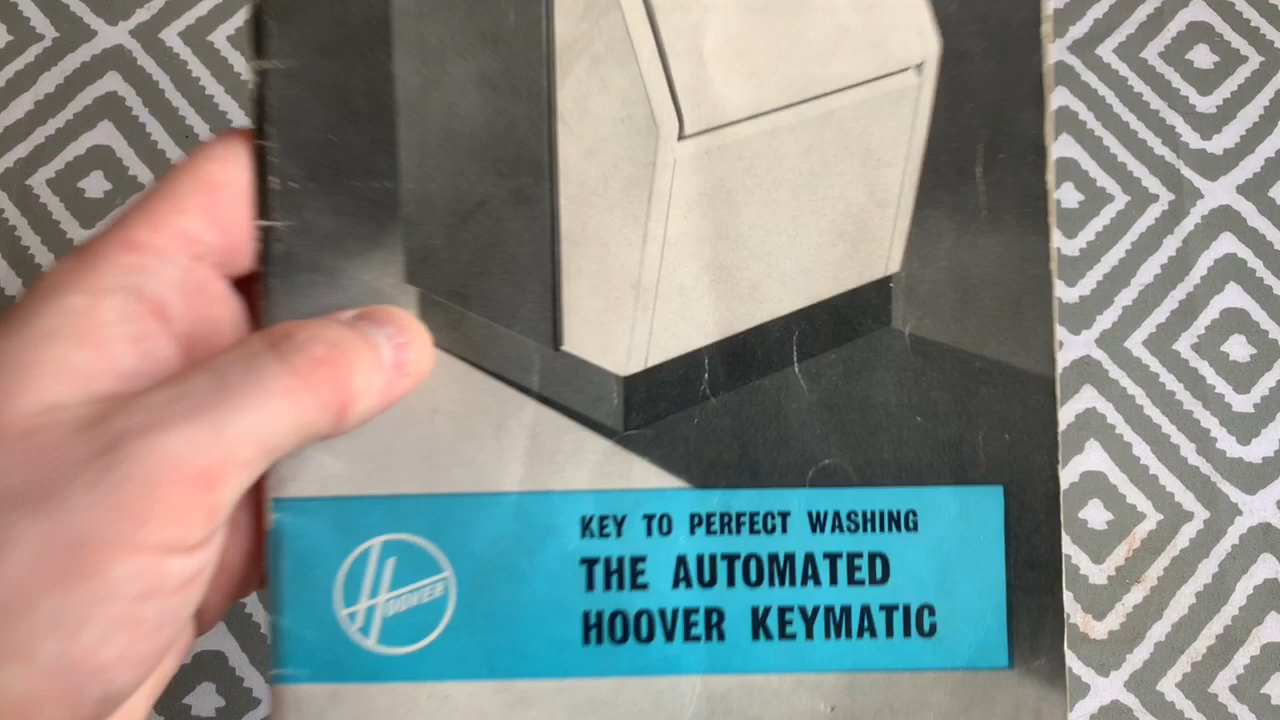 KEY TO PERFECT WASHING
THE AUTOMATED
HOOVER KEYMATIC
HOOVER